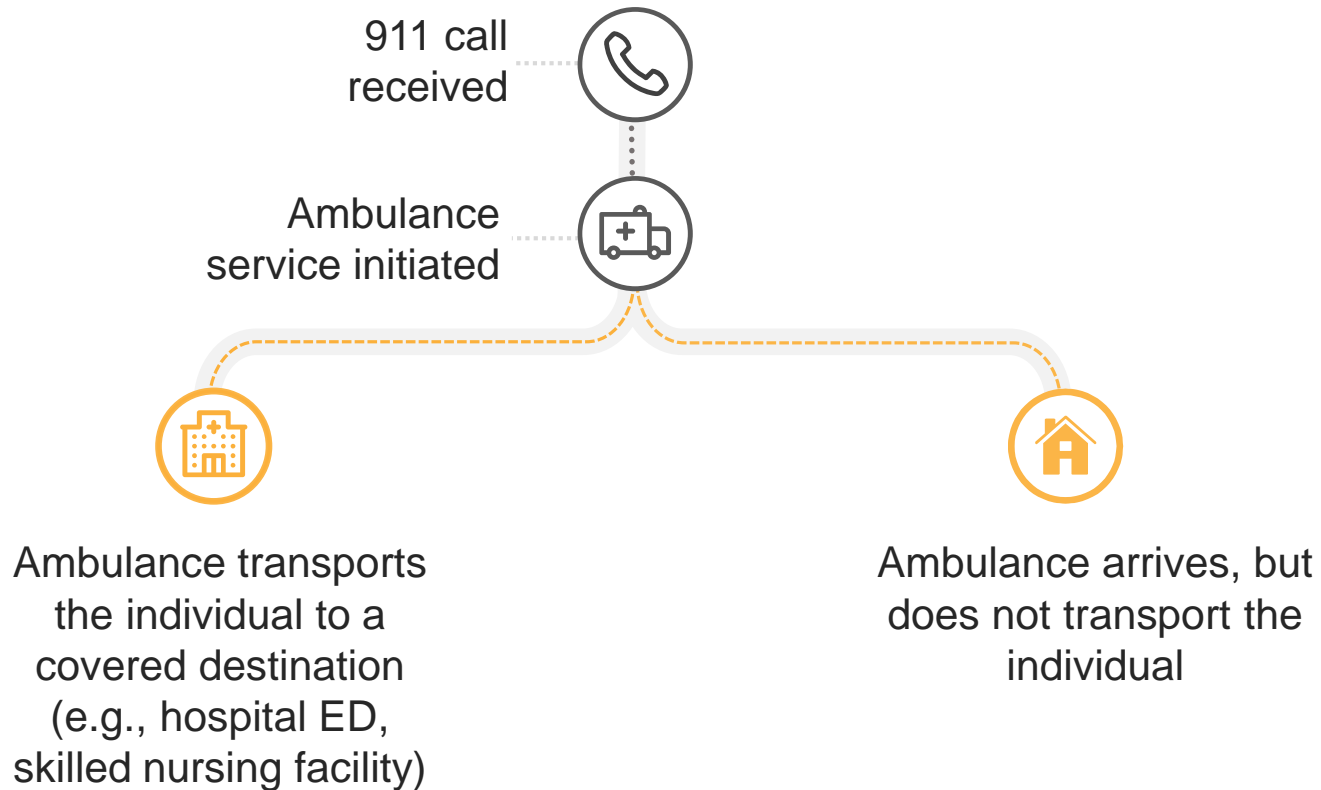 911 call
received
Ambulance
service initiated
Ambulance transports
the individual to a
covered destination
(e.g., hospital ED,
skilled nursing facility)
Ambulance arrives, but
does not transport the
individual